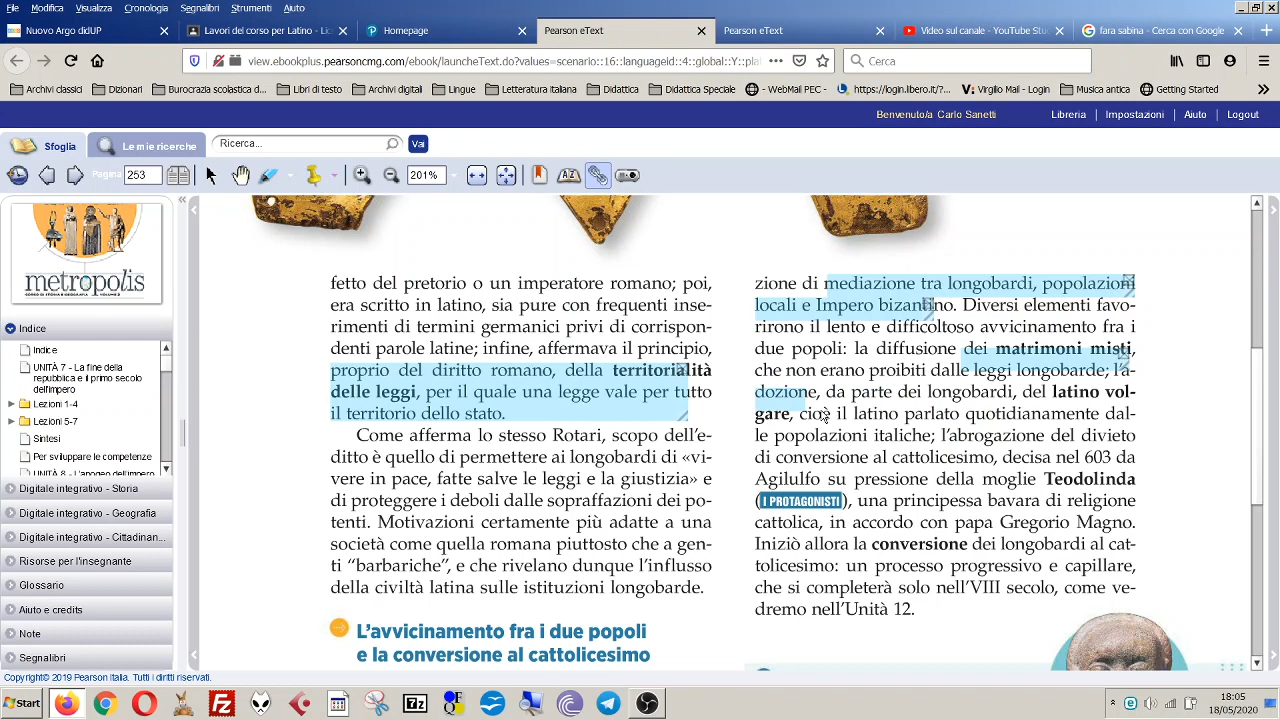 File Modifica Visualizza Cronologia Segnalibri Strumenti Aiuto
Nuovo Argo didUP
Lavori del corso per Latino - Lic
Homepage
Pearson eText
Pearson eText
Video sul canale - YouTube Stu
fara sabina - Cerca con Google
view.ebookplus.pearsoncmg.com/ebook/launcheText.do?values=scenario::16::languageid::4::global::Y::pla
Cerca
Archivi classici
Dizionari
Burocrazia scolastica d...
Libri di testo
Archivi digitali
Lingue
Letteratura italiana
Didattica
Didattica Speciale
- WebMail PEC -
https://login.libero.it/?...
Virgilio Mail - Login
Musica antica
Getting Started
Benvenuto/a Carlo Sanetti
Libreria | Impostazioni | Aiuto | Logout
Sfoglia
Le mie ricerche
Ricerca...
Vai
Pagina 253
201%
metropolis
Indice
Indice
UNITÀ 7 - La fine della
repubblica e il primo secolo
dell'impero
Lezioni 1-4
Lezioni 5-7
Sintesi
Per sviluppare le competenze
UNITÀ 8 - L'apogeo dell'impero
Digitale integrativo - Storia
Digitale integrativo - Geografia
Digitale integrativo - Cittadinan...
Risorse per l'insegnante
Glossario
Aiuto e crediti
Note
Segnalibri
fetto del pretorio o un imperatore romano; poi,
era scritto in latino, sia pure con frequenti inse-
rimenti di termini germanici privi di corrispon-
denti parole latine; infine, affermava il principio,
proprio del diritto romano, della territorialità
delle leggi, per il quale una legge vale per tutto
il territorio dello stato.
Come afferma lo stesso Rotari, scopo dell'e-
ditto è quello di permettere ai longobardi di «vi-
vere in pace, fatte salve le leggi e la giustizia» e
di proteggere i deboli dalle sopraffazioni dei po-
tenti. Motivazioni certamente più adatte a una
società come quella romana piuttosto che a gen-
ti "barbariche", e che rivelano dunque l'influsso
della civiltà latina sulle istituzioni longobarde.
L'avvicinamento fra i due popoli
e la conversione al cattolicesimo
zione di mediazione tra longobardi, popolazioni
locali e Impero bizantino. Diversi elementi favo-
rirono il lento e difficoltoso avvicinamento fra i
due popoli: la diffusione dei matrimoni misti,
che non erano proibiti dalle leggi longobarde; l'a-
dozione, da parte dei longobardi, del latino vol-
gare, cioè il latino parlato quotidianamente dal-
le popolazioni italiche; l'abrogazione del divieto
di conversione al cattolicesimo, decisa nel 603 da
Agilulfo su pressione della moglie Teodolinda
(I PROTAGONISTI), una principessa bavara di religione
cattolica, in accordo con papa Gregorio Magno.
Iniziò allora la conversione dei longobardi al cat-
tolicesimo: un processo progressivo e capillare,
che si completerà solo nell'VIII secolo, come ve-
dremo nell'Unità 12.
Copyright© 2019 Pearson Italia. Tutti i diritti riservati.
Start
18:05
18/05/2020